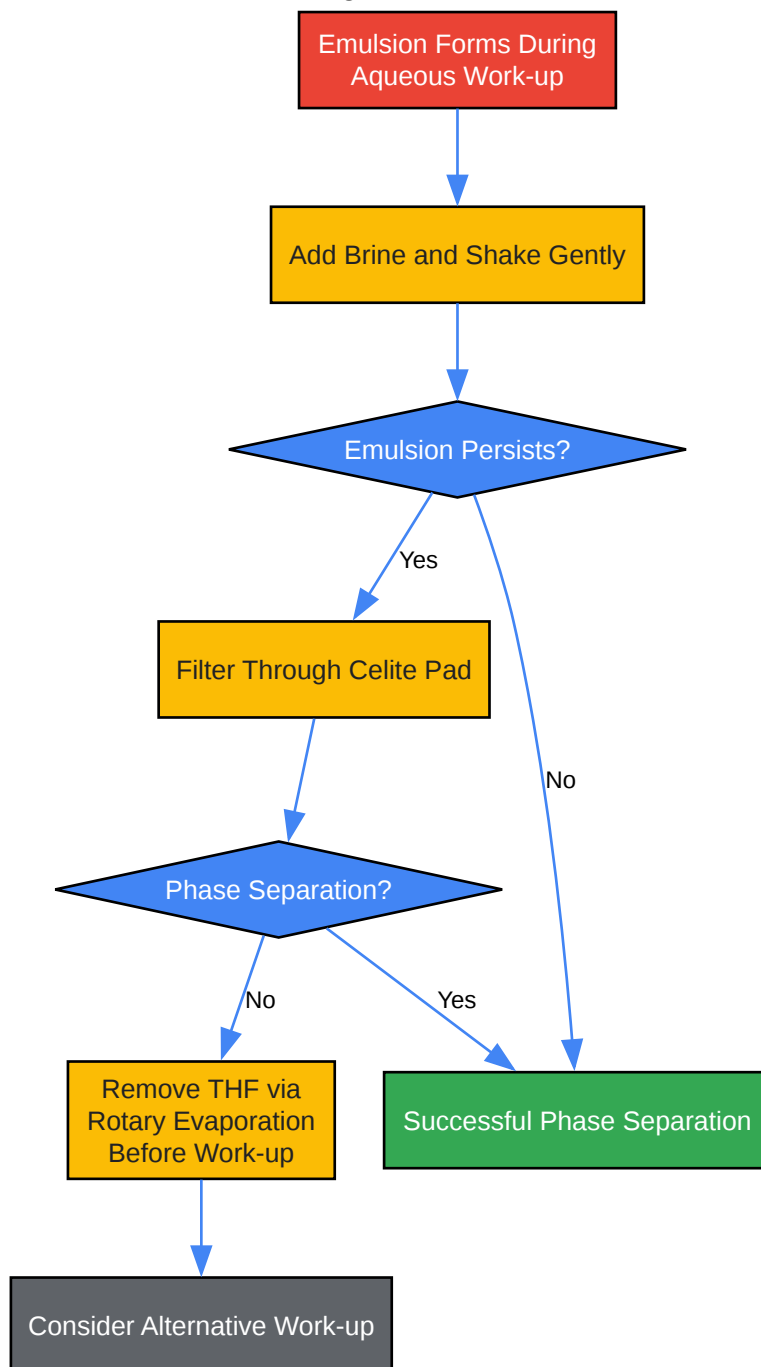 Emulsion Forms During
Aqueous Work-up
Add Brine and Shake Gently
Emulsion Persists?
Yes
Filter Through Celite Pad
No
Phase Separation?
No
Yes
Remove THF via
Rotary Evaporation
Before Work-up
Successful Phase Separation
Consider Alternative Work-up